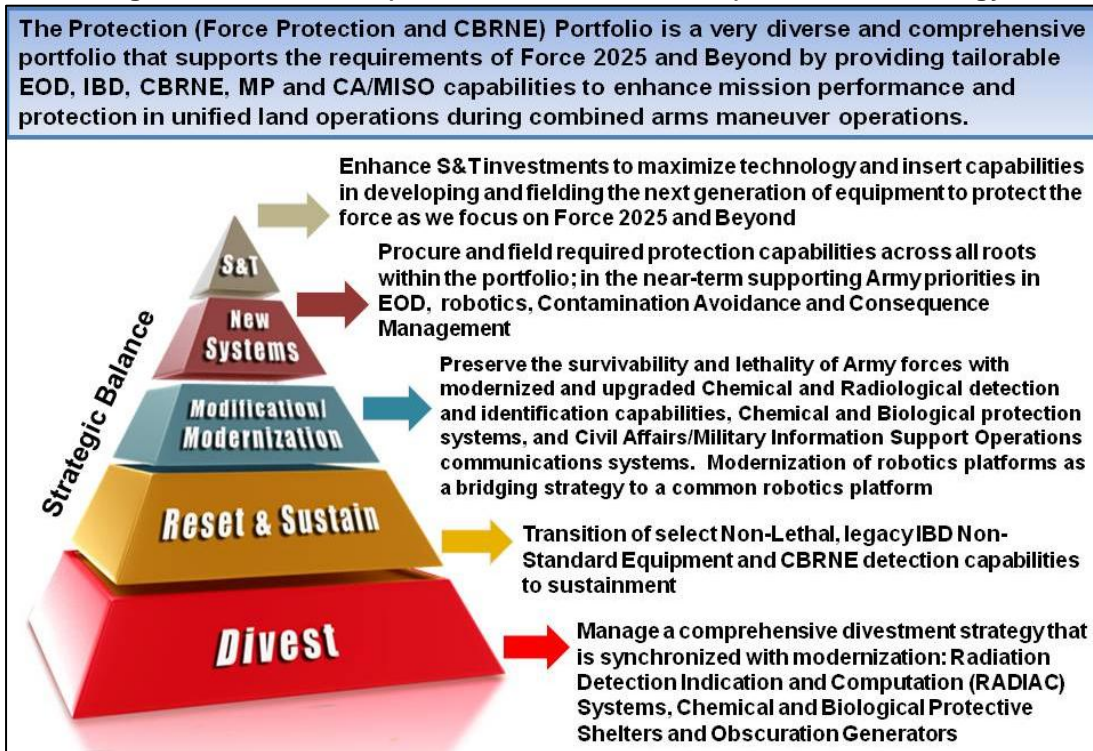 The Protection (Force Protection and CBRNE) Portfolio is a very diverse and comprehensive
portfolio that supports the requirements of Force 2025 and Beyond by providing tailorable
EOD, IBD, CBRNE, MP and CA/MISO capabilities to enhance mission performance and
protection in unified land operations during combined arms maneuver operations.
Enhance S&T investments to maximize technology and insert capabilities
in developing and fielding the next generation of equipment to protect the
force as we focus on Force 2025 and Beyond
S&T
Procure and field required protection capabilities across all roots
within the portfolio; in the near-term supporting Army priorities in
EOD, robotics, Contamination Avoidance and Consequence
Management
New
Systems
Strategic Balance
Preserve the survivability and lethality of Army forces with
modernized and upgraded Chemical and Radiological detection
and identification capabilities, Chemical and Biological protection
systems, and Civil Affairs/Military Information Support Operations
communications systems. Modernization of robotics platforms as
a bridging strategy to a common robotics platform
Modification/
Modernization
Reset & Sustain
Transition of select Non-Lethal, legacy IBD Non-
Standard Equipment and CBRNE detection capabilities
to sustainment
Divest
Manage a comprehensive divestment strategy that
is synchronized with modernization: Radiation
Detection Indication and Computation (RADIAC)
Systems, Chemical and Biological Protective
Shelters and Obscuration Generators